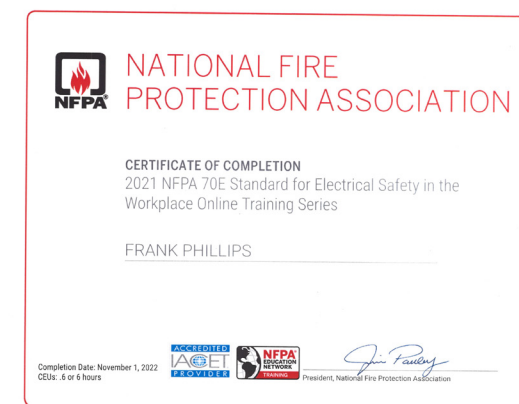 NFPA®
NATIONAL FIRE
PROTECTION ASSOCIATION
CERTIFICATE OF COMPLETION
2021 NFPA 70E Standard for Electrical Safety in the
Workplace Online Training Series
FRANK PHILLIPS
Completion Date: November 1, 2022
CEUs: .6 or 6 hours
ACCREDITED
IACET
PROVIDER
NFPA
EDUCATION
NETWORK
TRAINING
Jim Pauley
President, National Fire Protection Association